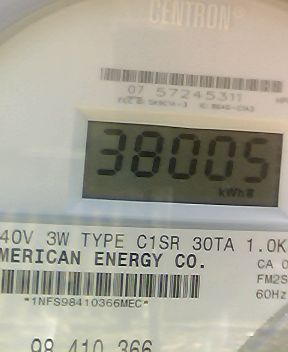 CENTRON®
07 57245311
38005
kWh
40V 3W TYPE C1SR 30TA 1.0K
MERICAN ENERGY CO.
CA 0
FM2S
*1NFS98410366MEC*
60Hz
98 410 366